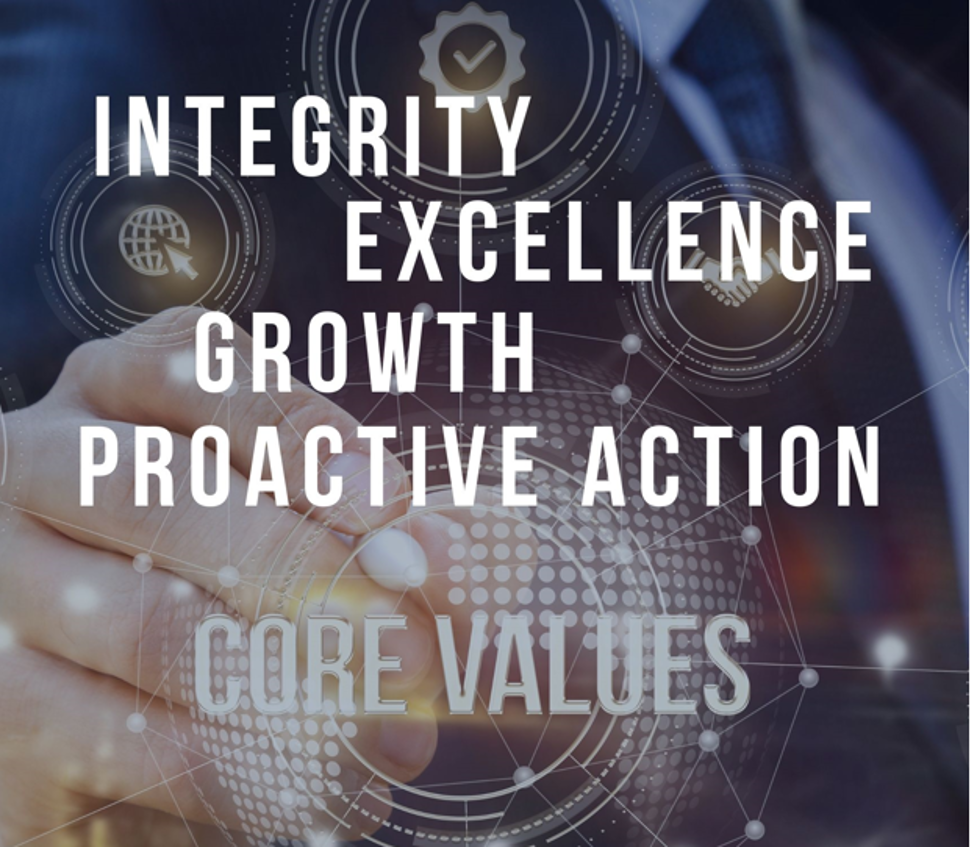 INTEGRITY
EXCELLENCE
GROWTH
PROACTIVE ACTION
CORE VALUES